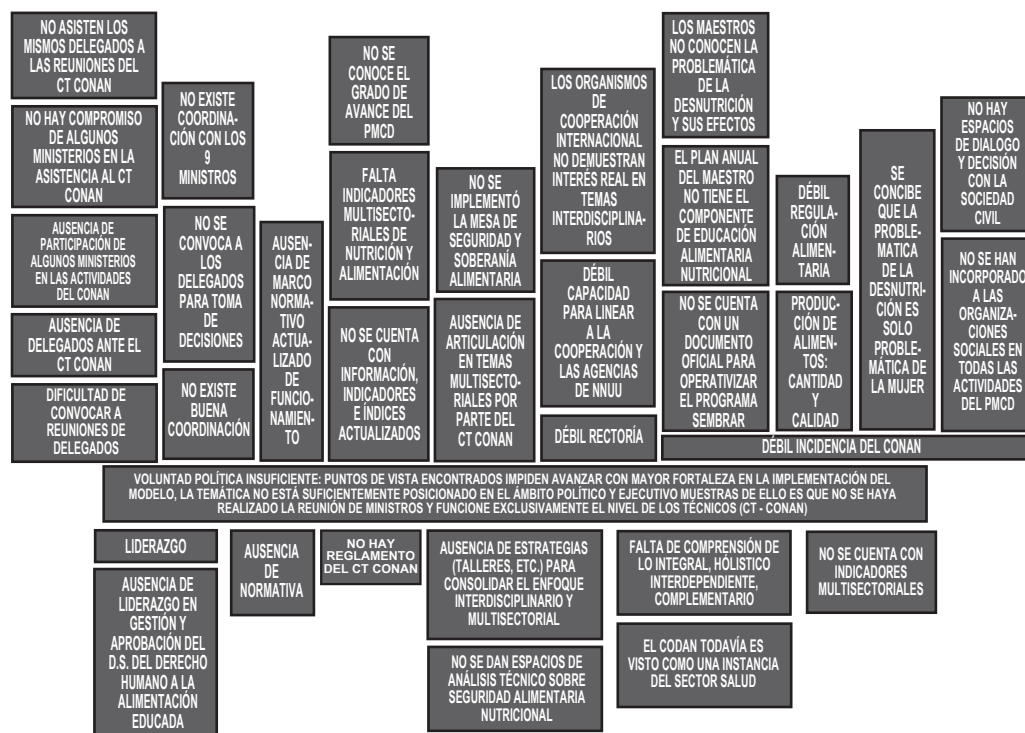 NO ASISTEN LOS
MISMOS DELEGADOS A
LAS REUNIONES DEL
CT CONAN
NO HAY COMPROMISO
DE ALGUNOS
MINISTERIOS EN LA
ASISTENCIA AL CT
CONAN
AUSENCIA DE
PARTICIPACIÓN DE
ALGUNOS MINISTERIOS
EN LAS ACTIVIDADES
DEL CONAN
AUSENCIA DE
DELEGADOS ANTE EL
CT CONAN
DIFICULTAD DE
CONVOCAR A
REUNIONES DE
DELEGADOS
NO EXISTE
COORDINA-
CIÓN CON LOS
9
MINISTROS
NO SE
CONVOCA A
LOS
DELEGADOS
PARA TOMA
DE
DECISIONES
NO EXISTE
BUENA
COORDINACIÓN
AUSEN-
CIA DE
MARCO
NORMA-
TIVO
ACTUA-
LIZADO
DE
FUNCIO-
NAMIEN-
TO
NO SE
CONOCE EL
GRADO DE
AVANCE DEL
PMCD
FALTA
INDICADORES
MULTISECTO-
RIALES DE
NUTRICIÓN Y
ALIMENTACIÓN
NO SE CUENTA
CON
INFORMACIÓN,
INDICADORES
E ÍNDICES
ACTUALIZADOS
NO SE
IMPLEMENTÓ
LA MESA DE
SEGURIDAD Y
SOBERANÍA
ALIMENTARIA
AUSENCIA DE
ARTICULACIÓN
EN TEMAS
MULTISECTO-
RIALES POR
PARTE DEL
CT CONAN
LOS ORGANISMOS
DE
COOPERACIÓN
INTERNACIONAL
NO DEMUESTRAN
INTERÉS REAL EN
TEMAS
INTERDISCIPLINA-
RIOS
DÉBIL
CAPACIDAD
PARA LINEAR
A LA
COOPERACIÓN Y
LAS AGENCIAS
DE NNUU
DÉBIL RECTORÍA
LOS MAESTROS
NO CONOCEN LA
PROBLEMÁTICA
DE LA
DESNUTRICIÓN
Y SUS EFECTOS
EL PLAN ANUAL
DEL MAESTRO
NO TIENE EL
COMPONENTE
DE EDUCACIÓN
ALIMENTARIA
NUTRICIONAL
NO SE CUENTA
CON UN
DOCUMENTO
OFICIAL PARA
OPERATIVIZAR
EL PROGRAMA
SEMBRAR
DÉBIL
REGULA-
CIÓN
ALIMEN-
TARIA
PRODUC-
CIÓN DE
ALIMEN-
TOS:
CANTIDAD
Y
CALIDAD
SE
CONCIBE
QUE LA
PROBLE-
MATICA
DE LA
DESNUTRI-
CIÓN ES
SOLO
PROBLE-
MÁTICA DE
LA MUJER
NO HAY
ESPACIOS
DE DIALOGO
Y DECISIÓN
CON LA
SOCIEDAD
CIVIL
NO SE HAN
INCORPORADO
A LAS
ORGANIZA-
CIONES
SOCIALES EN
TODAS LAS
ACTIVIDADES
DEL PMCD
DÉBIL INCIDENCIA DEL CONAN
VOLUNTAD POLÍTICA INSUFICIENTE: PUNTOS DE VISTA ENCONTRADOS IMPIDEN AVANZAR CON MAYOR FORTALEZA EN LA IMPLEMENTACIÓN DEL
MODELO, LA TEMÁTICA NO ESTÁ SUFICIENTEMENTE POSICIONADO EN EL ÁMBITO POLÍTICO Y EJECUTIVO MUESTRAS DE ELLO ES QUE NO SE HAYA
REALIZADO LA REUNIÓN DE MINISTROS Y FUNCIONE EXCLUSIVAMENTE EL NIVEL DE LOS TÉCNICOS (CT - CONAN)
LIDERAZGO
AUSENCIA DE
LIDERAZGO EN
GESTIÓN Y
APROBACIÓN DEL
D.S. DEL DERECHO
HUMANO A LA
ALIMENTACIÓN
EDUCADA
AUSENCIA
DE
NORMATIVA
NO HAY
REGLAMENTO
DEL CT CONAN
AUSENCIA DE ESTRATEGIAS
(TALLERES, ETC.) PARA
CONSOLIDAR EL ENFOQUE
INTERDISCIPLINARIO Y
MULTISECTORIAL
NO SE DAN ESPACIOS DE
ANÁLISIS TÉCNICO SOBRE
SEGURIDAD ALIMENTARIA
NUTRICIONAL
FALTA DE COMPRENSIÓN DE
LO INTEGRAL, HÓLISTICO
INTERDEPENDIENTE,
COMPLEMENTARIO
EL CODAN TODAVÍA ES
VISTO COMO UNA INSTANCIA
DEL SECTOR SALUD
NO SE CUENTA CON
INDICADORES
MULTISECTORIALES